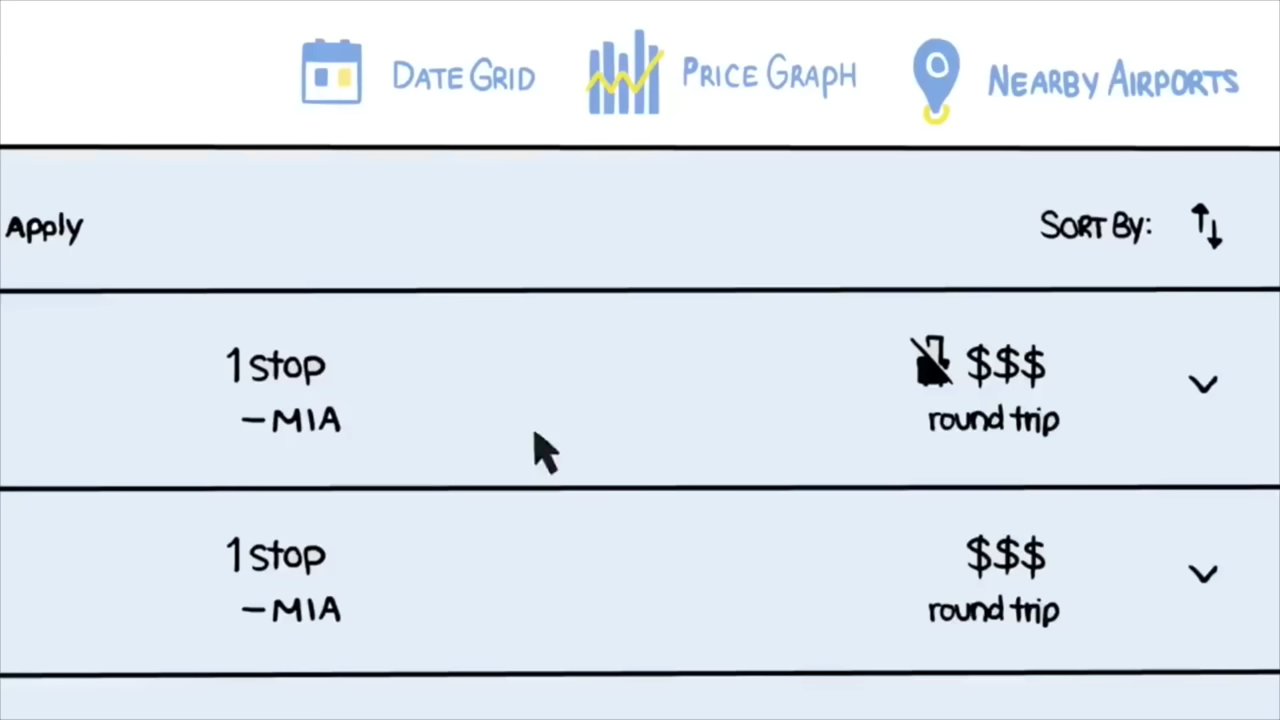 DATE GRID
PRICE GRAPH
NEARBY AIRPORTS
Apply
SORT BY:
1 stop
$$$
– MIA
round trip
1 stop
$$$
– MIA
round trip